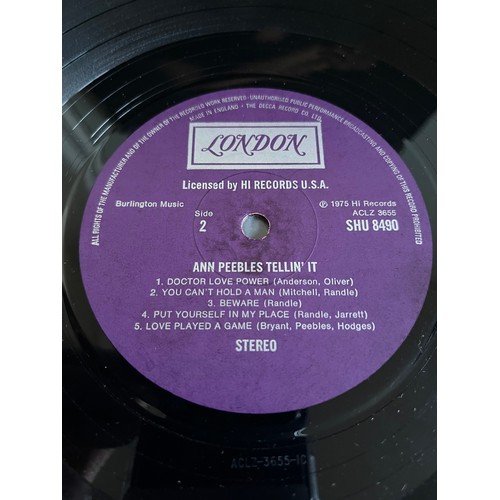 ALL RIGHTS OF THE MANUFACTURER AND OF THE OWNER OF THE RECORDED WORK RESERVED-UNAUTHORISED PUBLIC PERFORMANCE BROADCASTING AND COPYING OF THIS RECORD PROHIBITED
MADE IN ENGLAND · THE DECCA RECORD CO. LTD.
LONDON
Licensed by HI RECORDS U.S.A.
Burlington Music
Side
2
℗ 1975 Hi Records
ACLZ 3655
SHU 8490
ANN PEEBLES TELLIN' IT
1. DOCTOR LOVE POWER (Anderson, Oliver)
2. YOU CAN'T HOLD A MAN (Mitchell, Randle)
3. BEWARE (Randle)
4. PUT YOURSELF IN MY PLACE (Randle, Jarrett)
5. LOVE PLAYED A GAME (Bryant, Peebles, Hodges)
STEREO
ACLZ-3655-1C